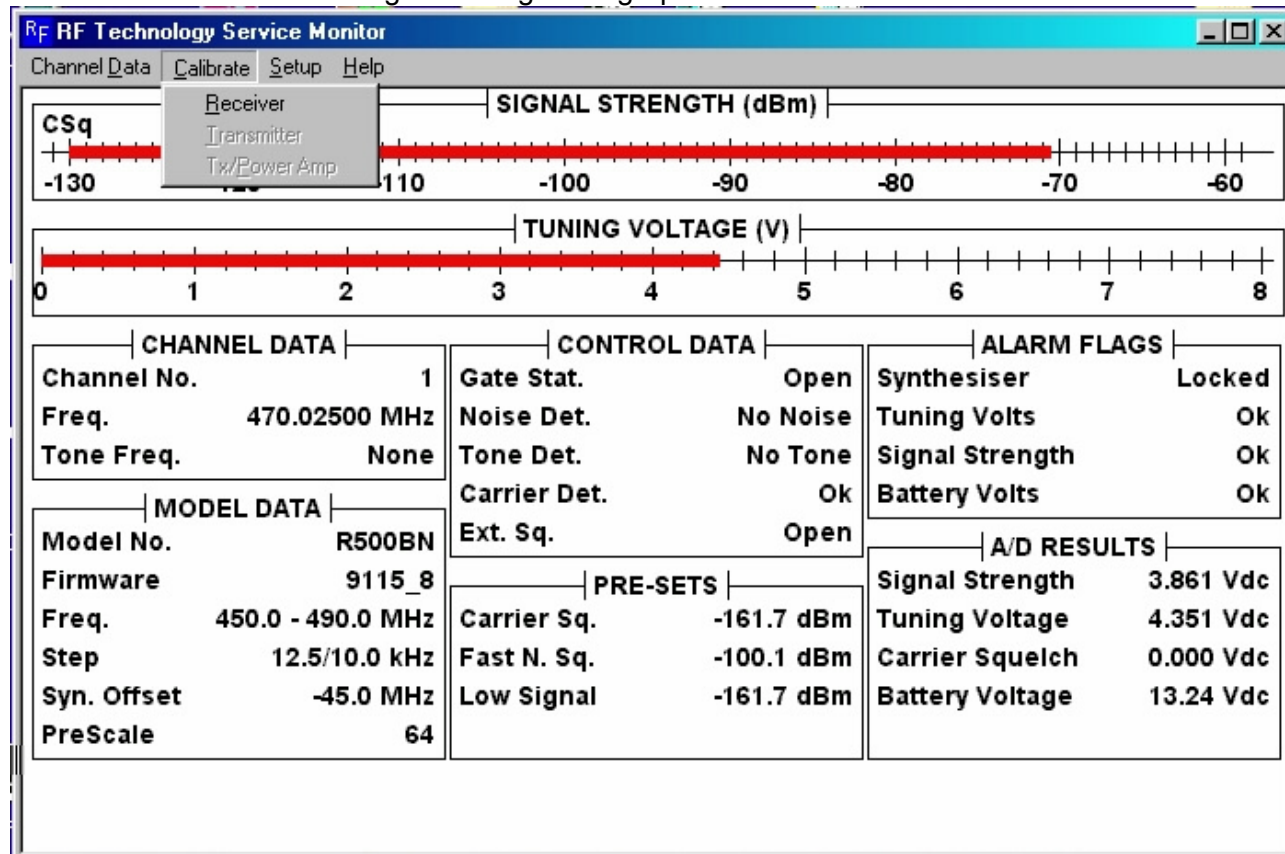 RF RF Technology Service Monitor
Channel Data Calibrate Setup Help
Receiver
Transmitter
Tx/Power Amp
SIGNAL STRENGTH (dBm)
CSq
-130 -110 -100 -90 -80 -70 -60
TUNING VOLTAGE (V)
0 1 2 3 4 5 6 7 8
CHANNEL DATA
Channel No. 1
Freq. 470.02500 MHz
Tone Freq. None
MODEL DATA
Model No. R500BN
Firmware 9115_8
Freq. 450.0 - 490.0 MHz
Step 12.5/10.0 kHz
Syn. Offset -45.0 MHz
PreScale 64
CONTROL DATA
Gate Stat. Open
Noise Det. No Noise
Tone Det. No Tone
Carrier Det. Ok
Ext. Sq. Open
PRE-SETS
Carrier Sq. -161.7 dBm
Fast N. Sq. -100.1 dBm
Low Signal -161.7 dBm
ALARM FLAGS
Synthesiser Locked
Tuning Volts Ok
Signal Strength Ok
Battery Volts Ok
A/D RESULTS
Signal Strength 3.861 Vdc
Tuning Voltage 4.351 Vdc
Carrier Squelch 0.000 Vdc
Battery Voltage 13.24 Vdc